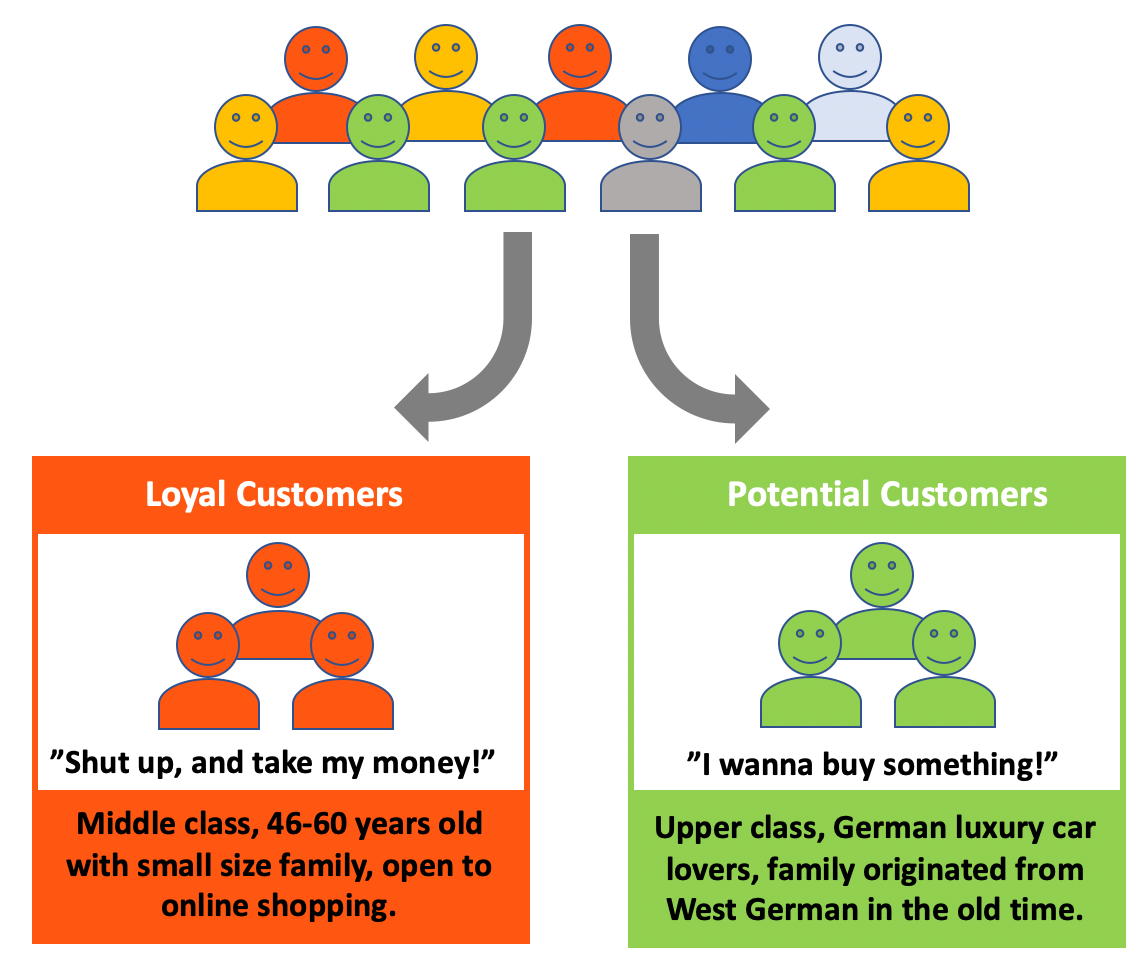 Loyal Customers
Potential Customers
”Shut up, and take my money!”
”I wanna buy something!”
Middle class, 46-60 years old
with small size family, open to
online shopping.
Upper class, German luxury car
lovers, family originated from
West German in the old time.